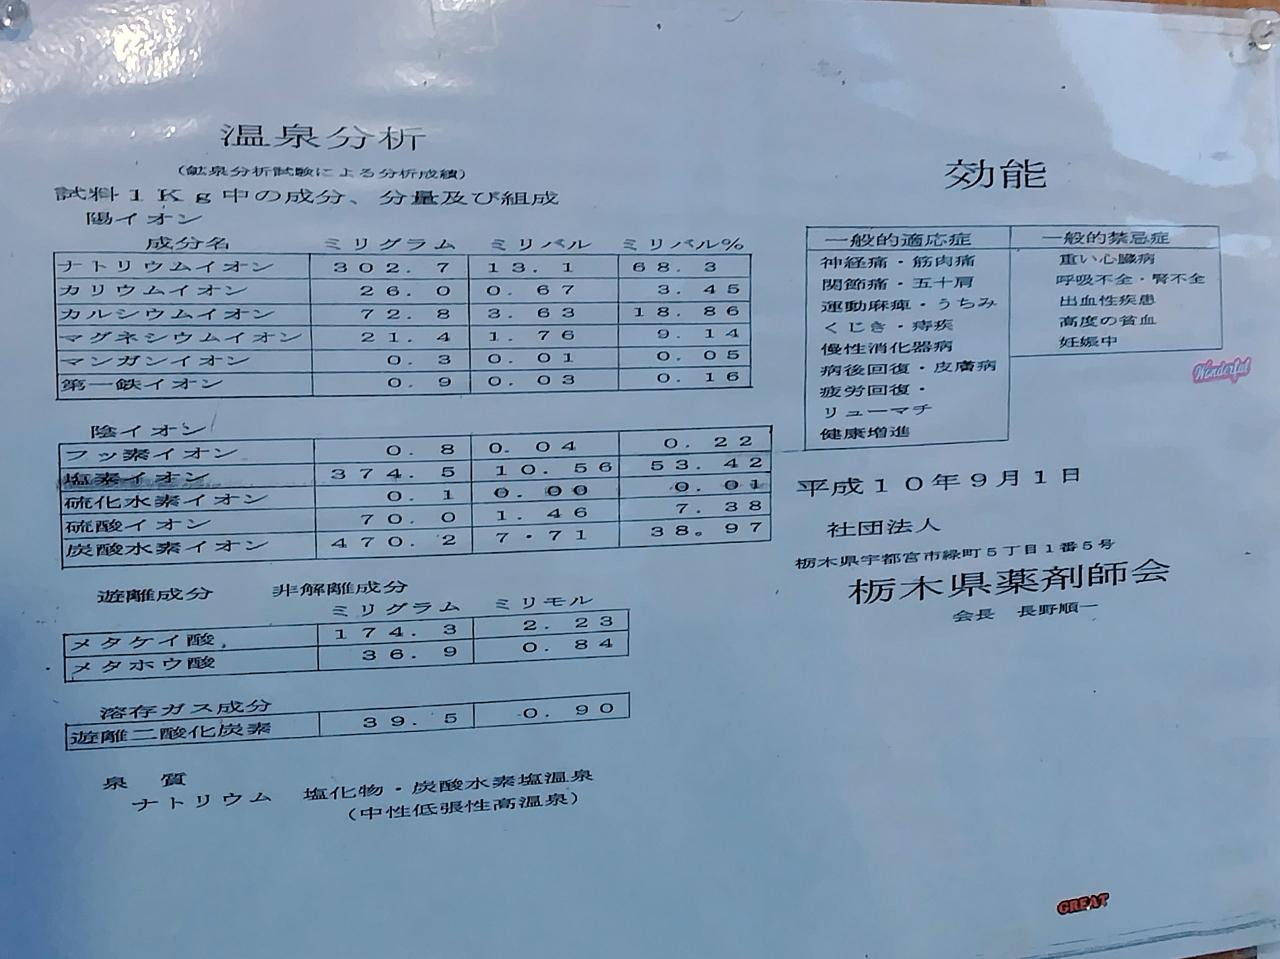 温泉分析
(鉱泉分析試験による分析成績)
試料1Kg中の成分、分量及び組成
陽イオン
成分名 ミリグラム ミリバル ミリバル%
ナトリウムイオン 302.7 13.1 68.3
カリウムイオン 26.0 0.67 3.45
カルシウムイオン 72.8 3.63 18.86
マグネシウムイオン 21.4 1.76 9.14
マンガンイオン 0.3 0.01 0.05
第一鉄イオン 0.9 0.03 0.16
陰イオン
フッ素イオン 0.8 0.04 0.22
塩素イオン 374.5 10.56 53.42
硫化水素イオン 0.1 0.00 0.01
硫酸イオン 70.0 1.46 7.38
炭酸水素イオン 470.2 7・71 38。97
遊離成分 非解離成分
ミリグラム ミリモル
メタケイ酸 174.3 2.23
メタホウ酸 36.9 0.84
溶存ガス成分
遊離二酸化炭素 39.5 0.90
泉質
ナトリウム 塩化物・炭酸水素塩温泉
(中性低張性高温泉)
効能
一般的適応症 一般的禁忌症
神経痛・筋肉痛 重い心臓病
関節痛・五十肩 呼吸不全・腎不全
運動麻痺・うちみ 出血性疾患
くじき・痔疾 高度の貧血
慢性消化器病 妊娠中
病後回復・皮膚病
疲労回復・
リューマチ
健康増進
Wonderful
平成10年9月1日
社団法人
栃木県宇都宮市緑町5丁目1番5号
栃木県薬剤師会
会長 長野順一
GREAT